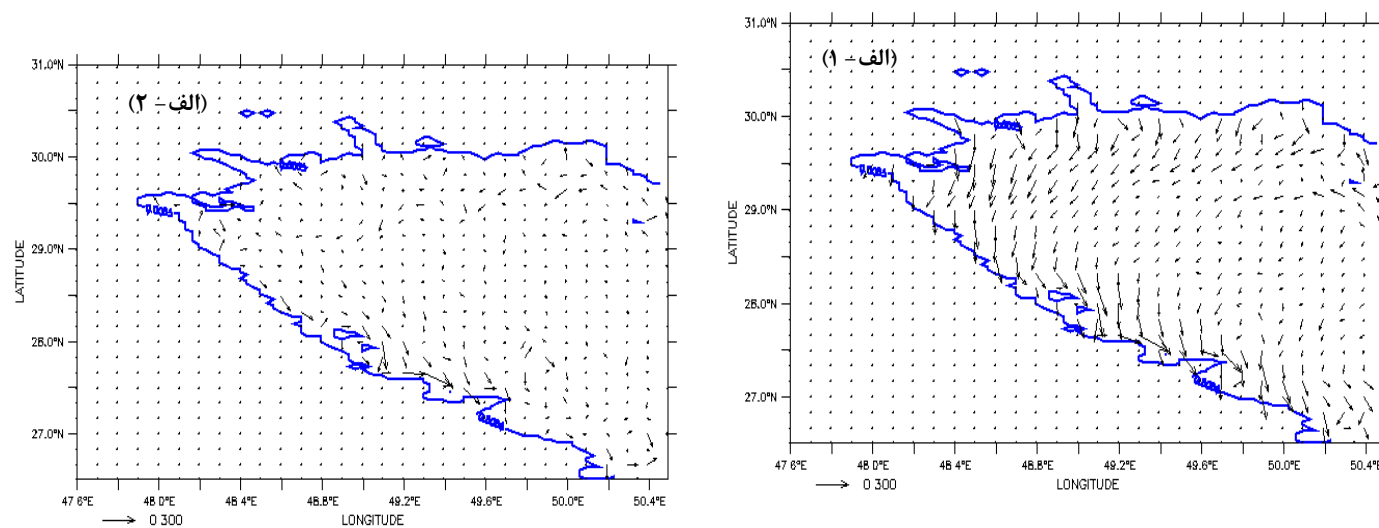 31.0°N
(الف- ۲)
30.0°N
29.0°N
28.0°N
27.0°N
LATITUDE
47 6°E 48 0°E 48 4°E 48 8°E 49 2°E 49 6°E 50 0°E 50 4°E
0 300 LONGITUDE
31.0°N
(الف- ۱)
30.0°N
29.0°N
28.0°N
27.0°N
LATITUDE
47 6°E 48 0°E 48 4°E 48 8°E 49 2°E 49 6°E 50 0°E 50 4°E
0 300 LONGITUDE